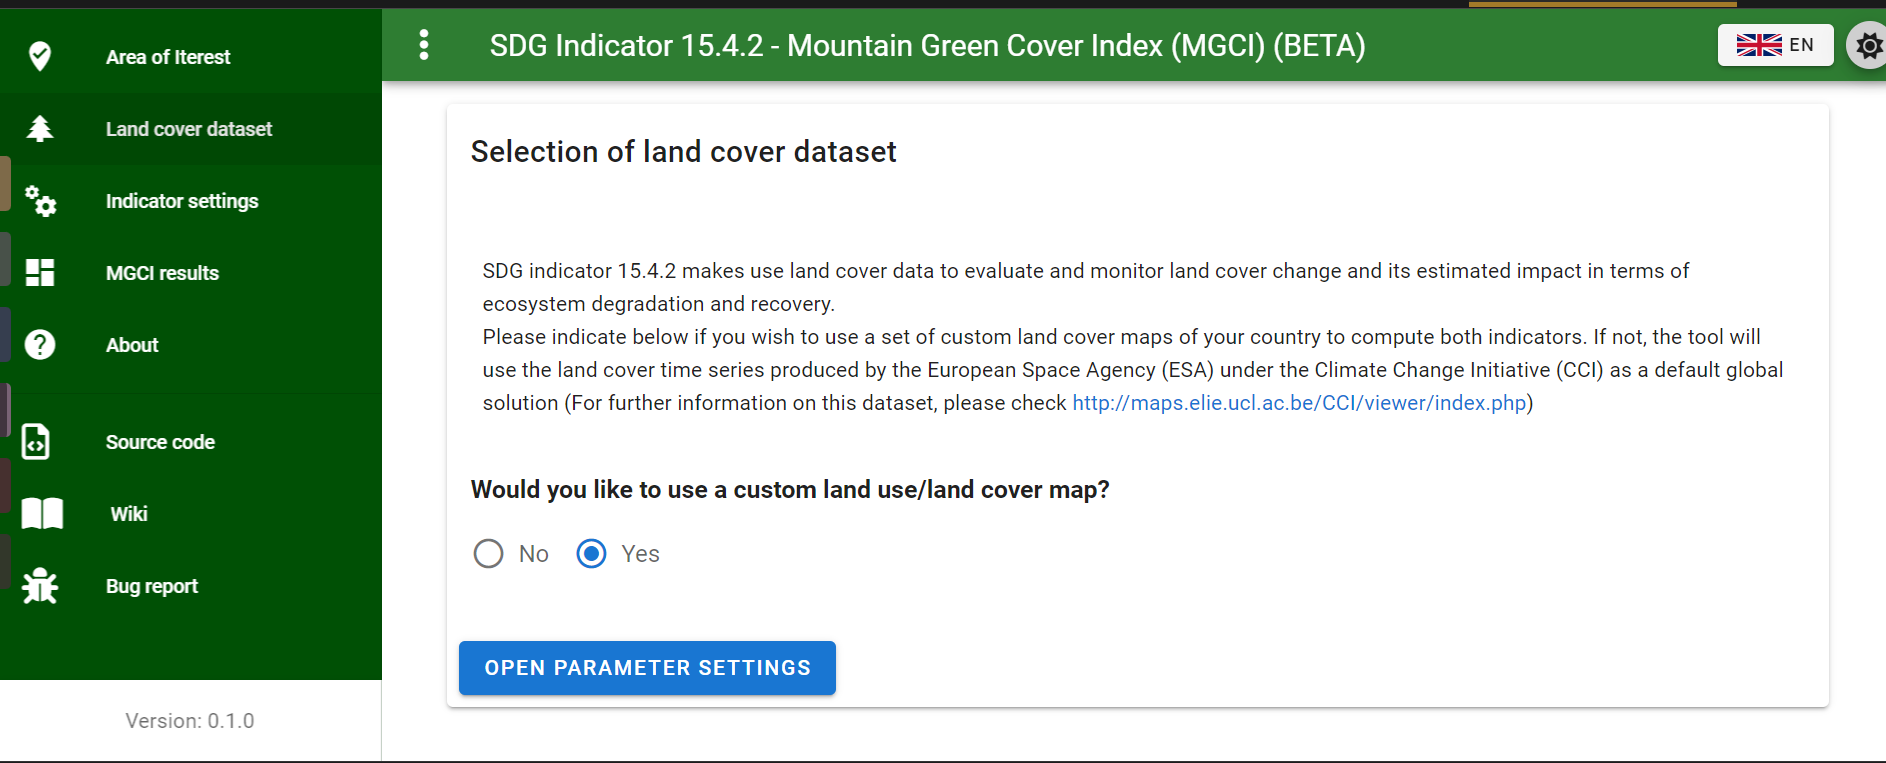 SDG Indicator 15.4.2 - Mountain Green Cover Index (MGCI) (BETA)
EN
Area of Iterest
Land cover dataset
Indicator settings
MGCI results
About
Source code
Wiki
Bug report
Version: 0.1.0
Selection of land cover dataset
SDG indicator 15.4.2 makes use land cover data to evaluate and monitor land cover change and its estimated impact in terms of
ecosystem degradation and recovery.
Please indicate below if you wish to use a set of custom land cover maps of your country to compute both indicators. If not, the tool will
use the land cover time series produced by the European Space Agency (ESA) under the Climate Change Initiative (CCI) as a default global
solution (For further information on this dataset, please check http://maps.elie.ucl.ac.be/CCI/viewer/index.php)
Would you like to use a custom land use/land cover map?
No
Yes
OPEN PARAMETER SETTINGS